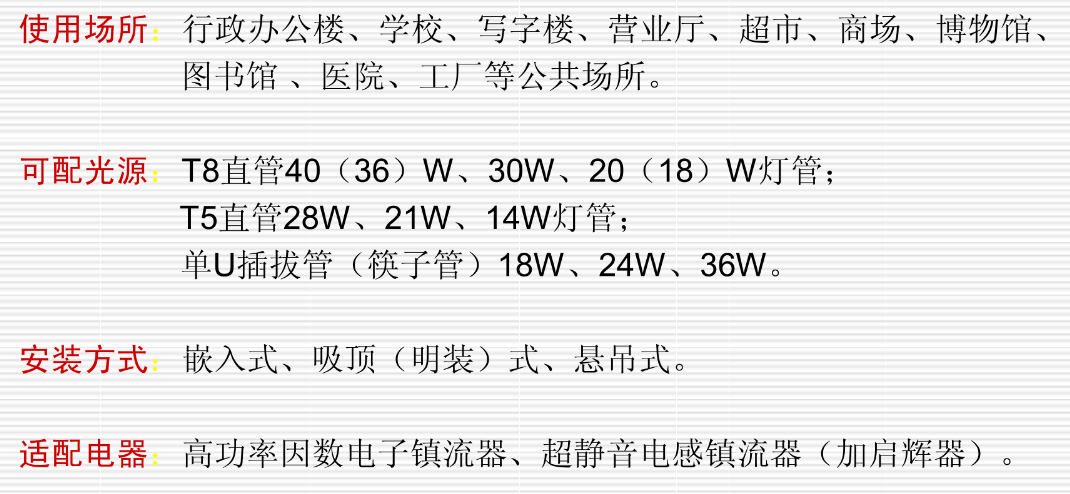 使用场所：行政办公楼、学校、写字楼、营业厅、超市、商场、博物馆、
图书馆 、医院、工厂等公共场所。
可配光源：T8直管40（36）W、30W、20（18）W灯管；
T5直管28W、21W、14W灯管；
单U插拔管（筷子管）18W、24W、36W。
安装方式：嵌入式、吸顶（明装）式、悬吊式。
适配电器：高功率因数电子镇流器、超静音电感镇流器（加启辉器）。